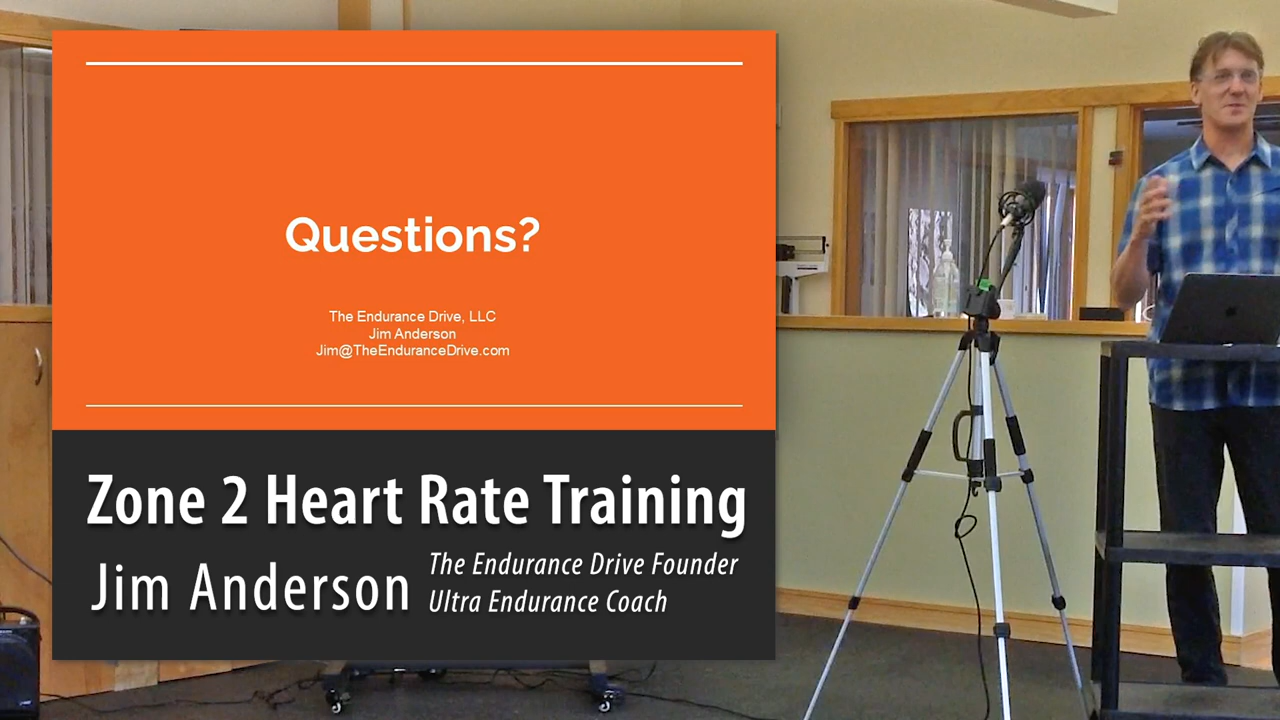 Questions?
The Endurance Drive, LLC
Jim Anderson
Jim@TheEnduranceDrive.com
Zone 2 Heart Rate Training
Jim Anderson
The Endurance Drive Founder
Ultra Endurance Coach